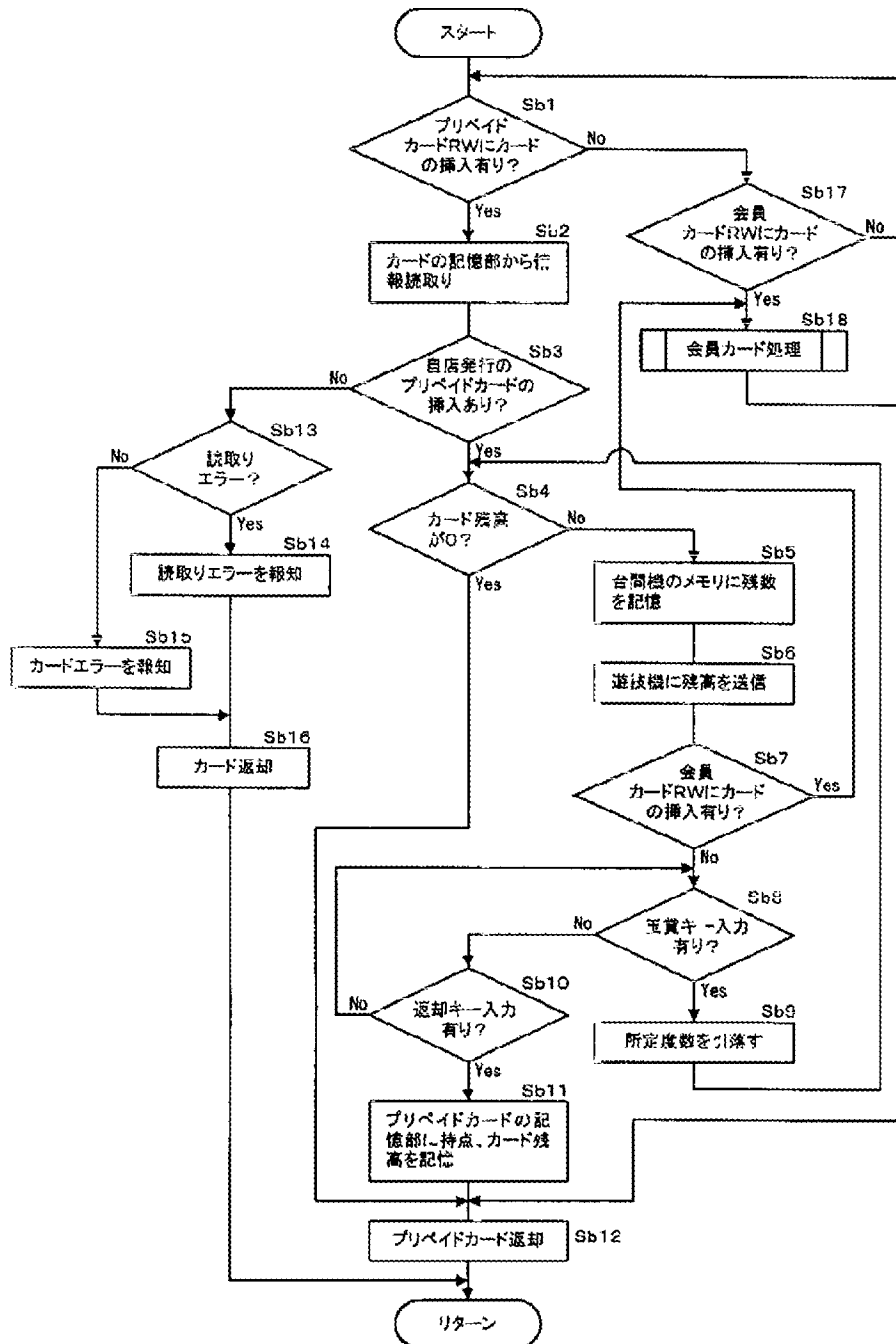 スタート
Sb1
プリペイド
カードRWにカード
の挿入有り?
No
Yes
Sb17
会員
カードRWにカード
の挿入有り?
No
Yes
Sb2
カードの記憶部から情
報読取り
Sb18
会員カード処理
Sb3
自店発行の
プリペイドカードの
挿入あり?
No
Yes
Sb13
読取り
エラー?
No
Yes
Sb4
カード残高
が0?
No
Yes
Sb14
読取りエラーを報知
Sb5
台間機のメモリに残数
を記憶
Sb15
カードエラーを報知
Sb6
遊技機に残高を送信
Sb16
カード返却
Sb7
会員
カードRWにカード
の挿入有り?
Yes
No
Sb8
玉貸キー入力
有り?
No
Yes
Sb10
返却キー入力
有り?
No
Yes
Sb9
所定度数を引落す
Sb11
プリペイドカードの記
憶部に持点、カード残
高を記憶
プリペイドカード返却
Sb12
リターン